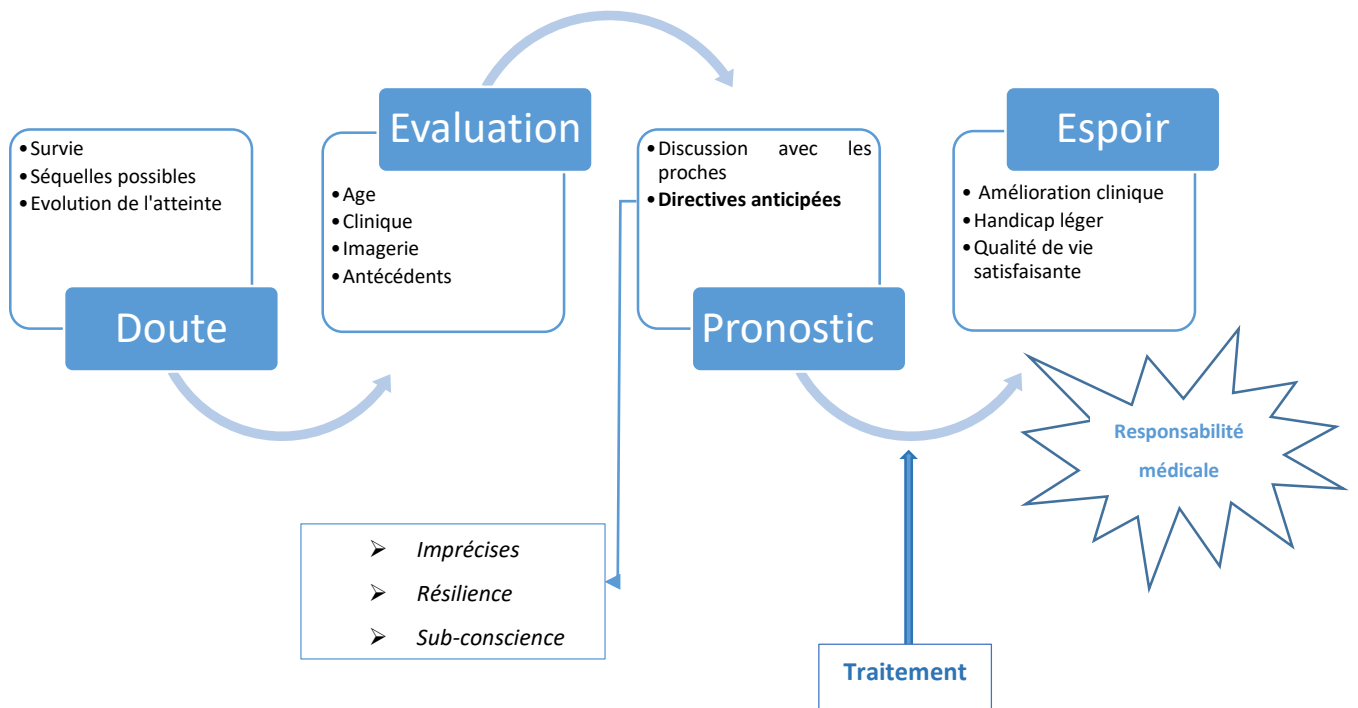 • Survie
• Séquelles possibles
• Evolution de l'atteinte
Doute
Evaluation
• Age
• Clinique
• Imagerie
• Antécédents
• Discussion avec les
proches
• Directives anticipées
Pronostic
Espoir
• Amélioration clinique
• Handicap léger
• Qualité de vie
satisfaisante
Responsabilité
médicale
➢ Imprécises
➢ Résilience
➢ Sub-conscience
Traitement